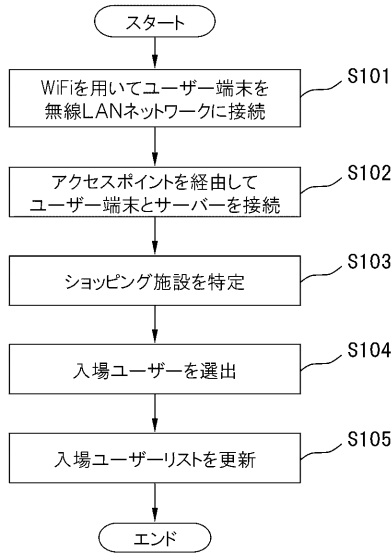 スタート
WiFiを用いてユーザー端末を
無線LANネットワークに接続
S101
アクセスポイントを経由して
ユーザー端末とサーバーを接続
S102
ショッピング施設を特定
S103
入場ユーザーを選出
S104
入場ユーザーリストを更新
S105
エンド